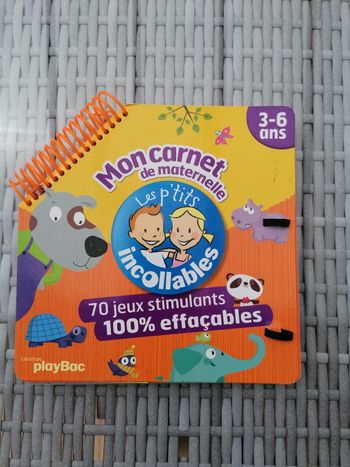 3-6
ans
Mon carnet
de maternelle
Les p'tits
incollables
70 jeux stimulants
100% effaçables
CRÉATION
playBac